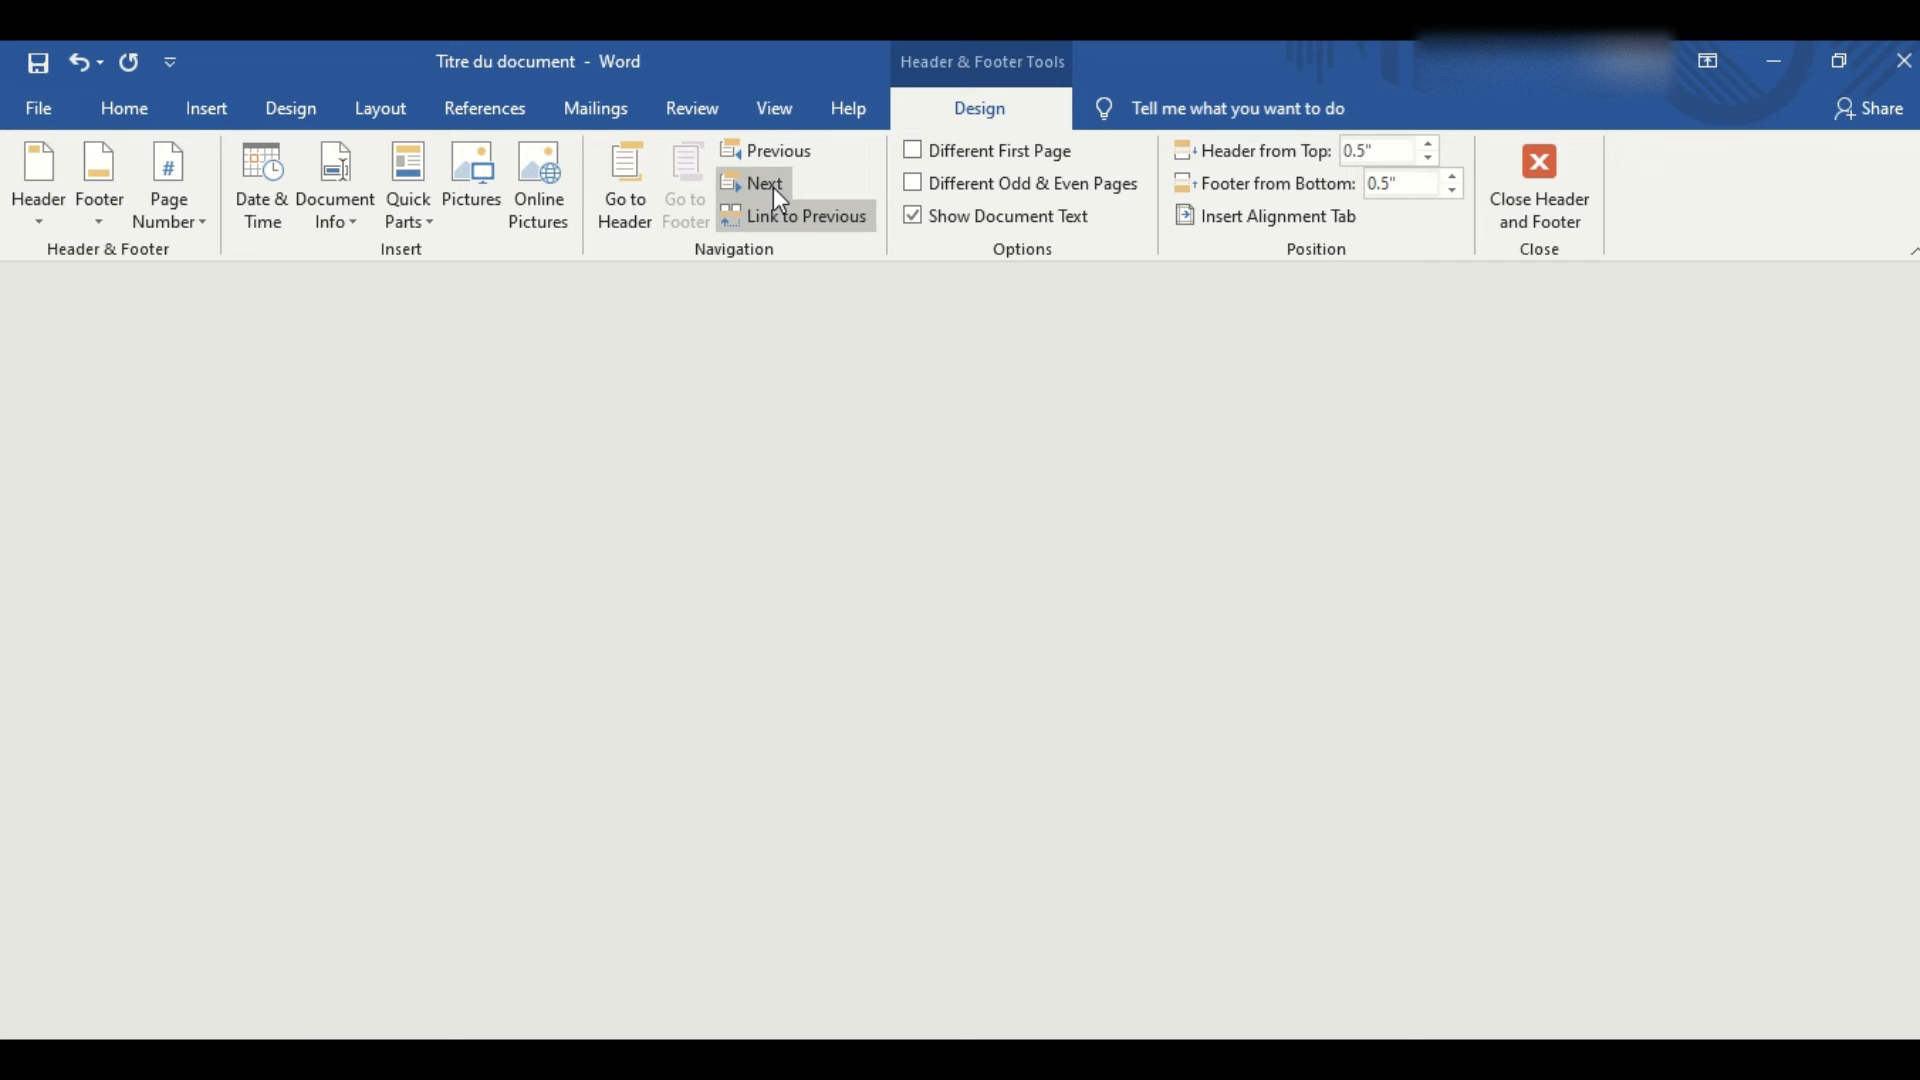 Titre du document - Word
Header & Footer Tools
File Home Insert Design Layout References Mailings Review View Help Design Tell me what you want to do Share
Header
Footer
Page Number
Header & Footer
Date & Time
Document Info
Quick Parts
Pictures
Online Pictures
Insert
Go to Header
Go to Footer
Previous
Next
Link to Previous
Navigation
Different First Page
Different Odd & Even Pages
Show Document Text
Options
Header from Top: 0.5"
Footer from Bottom: 0.5"
Insert Alignment Tab
Position
Close Header and Footer
Close